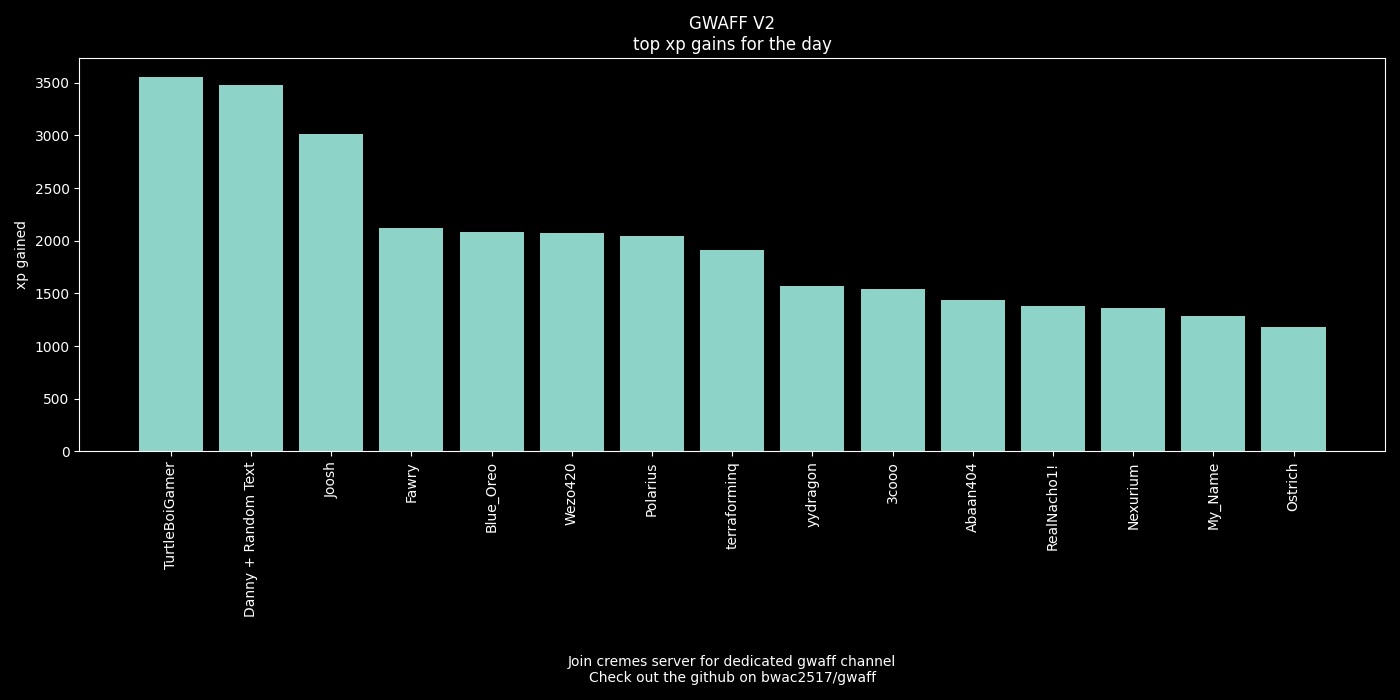 GWAFF V2
top xp gains for the day
3500
3000
2500
2000
1500
1000
500
0
xp gained
TurtleBoiGamer
Danny + Random Text
Joosh
Fawry
Blue_Oreo
Wezo420
Polarius
terraforminq
yydragon
3cooo
Abaan404
RealNacho1!
Nexurium
My_Name
Ostrich
Join cremes server for dedicated gwaff channel
Check out the github on bwac2517/gwaff